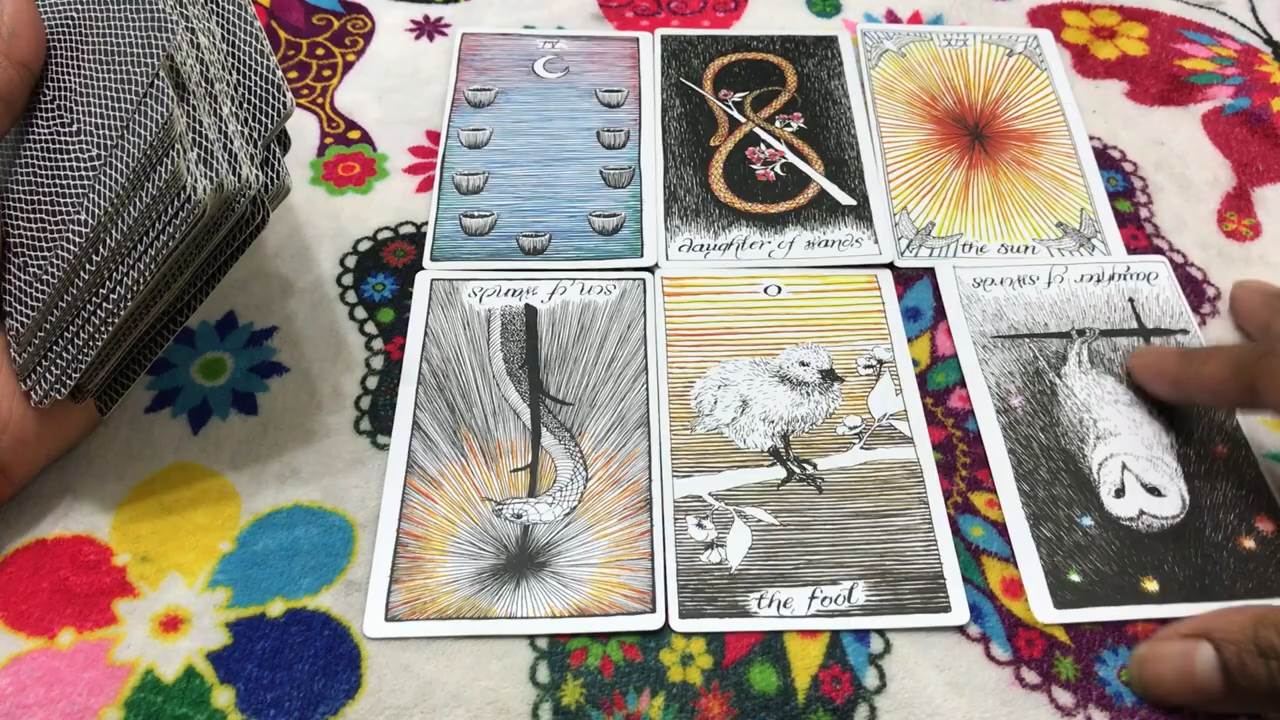 IX
daughter of wands
XIX
the sun
son of wands
0
the fool
daughter of swords